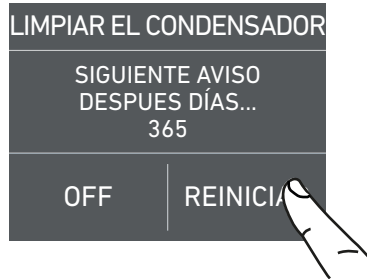 LIMPIAR EL CONDENSADOR
SIGUIENTE AVISO
DESPUES DÍAS...
365
OFF REINICIA